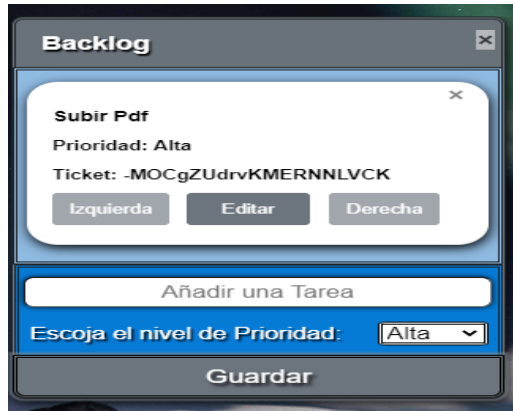 Backlog ×
×
Subir Pdf
Prioridad: Alta
Ticket: -MOCgZUdrvKMERNNLVCK
Izquierda Editar Derecha
Añadir una Tarea
Escoja el nivel de Prioridad: Alta
Guardar